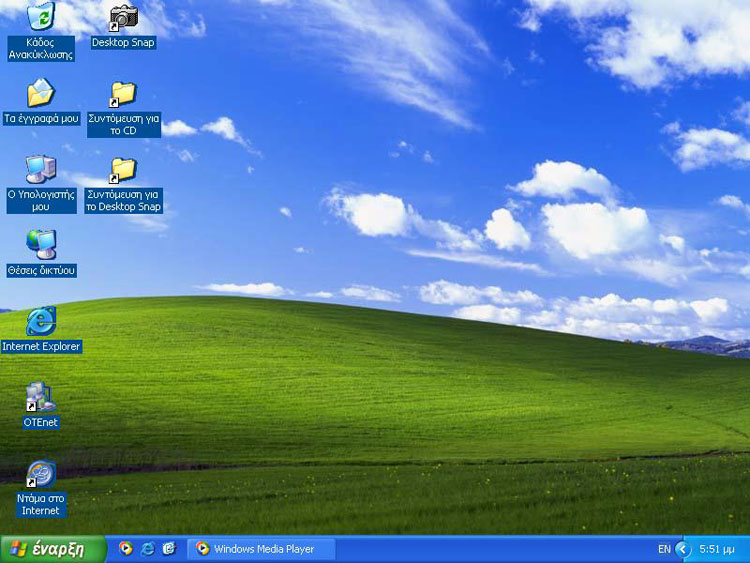 Κάδος
Ανακύκλωσης
Desktop Snap
Τα έγγραφά μου
Συντόμευση για
το CD
Ο Υπολογιστής
μου
Συντόμευση για
το Desktop Snap
Θέσεις δικτύου
Internet Explorer
OTEnet
Ντάμα στο
Internet
έναρξη
Windows Media Player
EN
5:51 μμ